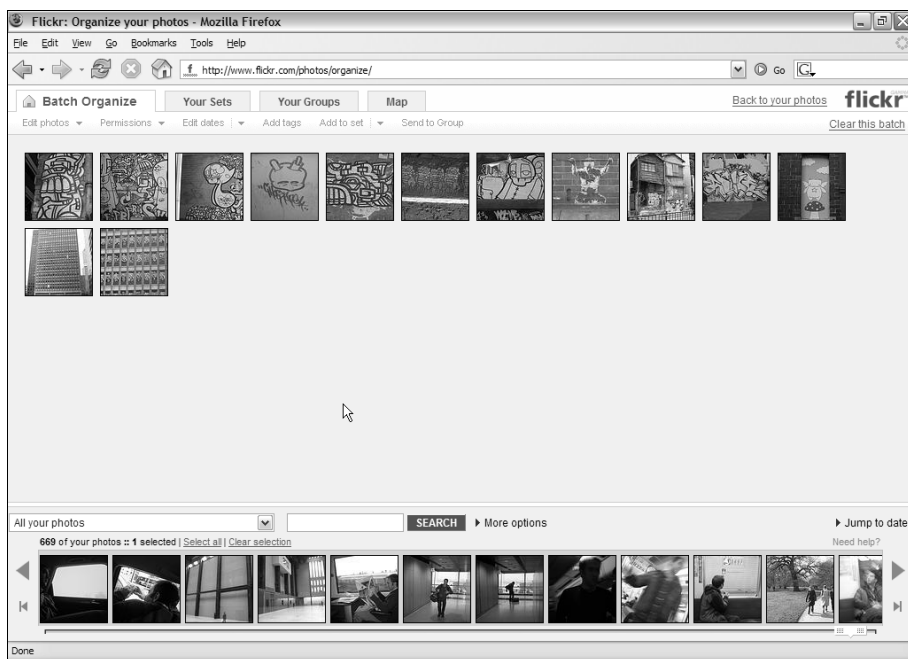 Flickr: Organize your photos - Mozilla Firefox
File Edit View Go Bookmarks Tools Help
http://www.flickr.com/photos/organize/ Go G
Batch Organize Your Sets Your Groups Map Back to your photos flickr
Edit photos Permissions Edit dates Add tags Add to set Send to Group Clear this batch
All your photos SEARCH More options Jump to date
669 of your photos :: 1 selected | Select all | Clear selection Need help?
Done